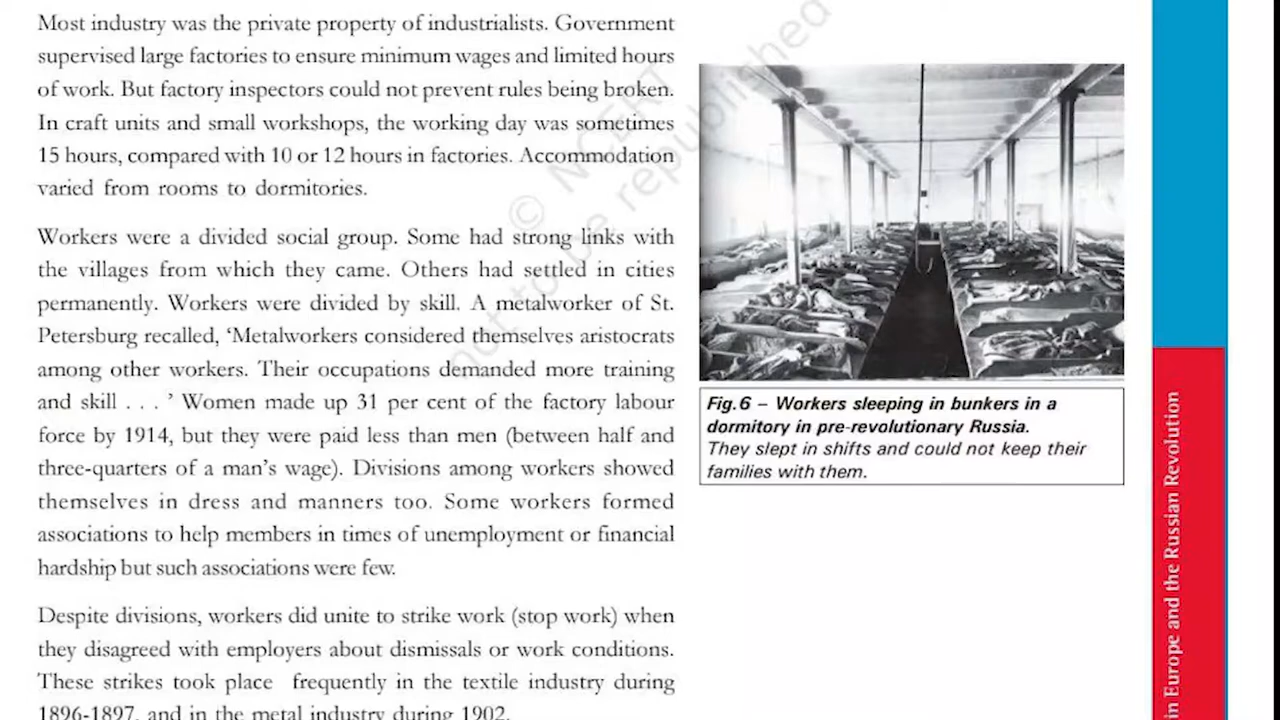 Most industry was the private property of industrialists. Government
supervised large factories to ensure minimum wages and limited hours
of work. But factory inspectors could not prevent rules being broken.
In craft units and small workshops, the working day was sometimes
15 hours, compared with 10 or 12 hours in factories. Accommodation
varied from rooms to dormitories.
Workers were a divided social group. Some had strong links with
the villages from which they came. Others had settled in cities
permanently. Workers were divided by skill. A metalworker of St.
Petersburg recalled, ‘Metalworkers considered themselves aristocrats
among other workers. Their occupations demanded more training
and skill . . . ’ Women made up 31 per cent of the factory labour
force by 1914, but they were paid less than men (between half and
three-quarters of a man’s wage). Divisions among workers showed
themselves in dress and manners too. Some workers formed
associations to help members in times of unemployment or financial
hardship but such associations were few.
Despite divisions, workers did unite to strike work (stop work) when
they disagreed with employers about dismissals or work conditions.
These strikes took place frequently in the textile industry during
1896-1897, and in the metal industry during 1902.
Fig.6 – Workers sleeping in bunkers in a
dormitory in pre-revolutionary Russia.
They slept in shifts and could not keep their
families with them.
in Europe and the Russian Revolution
© NCERT
not to be republished